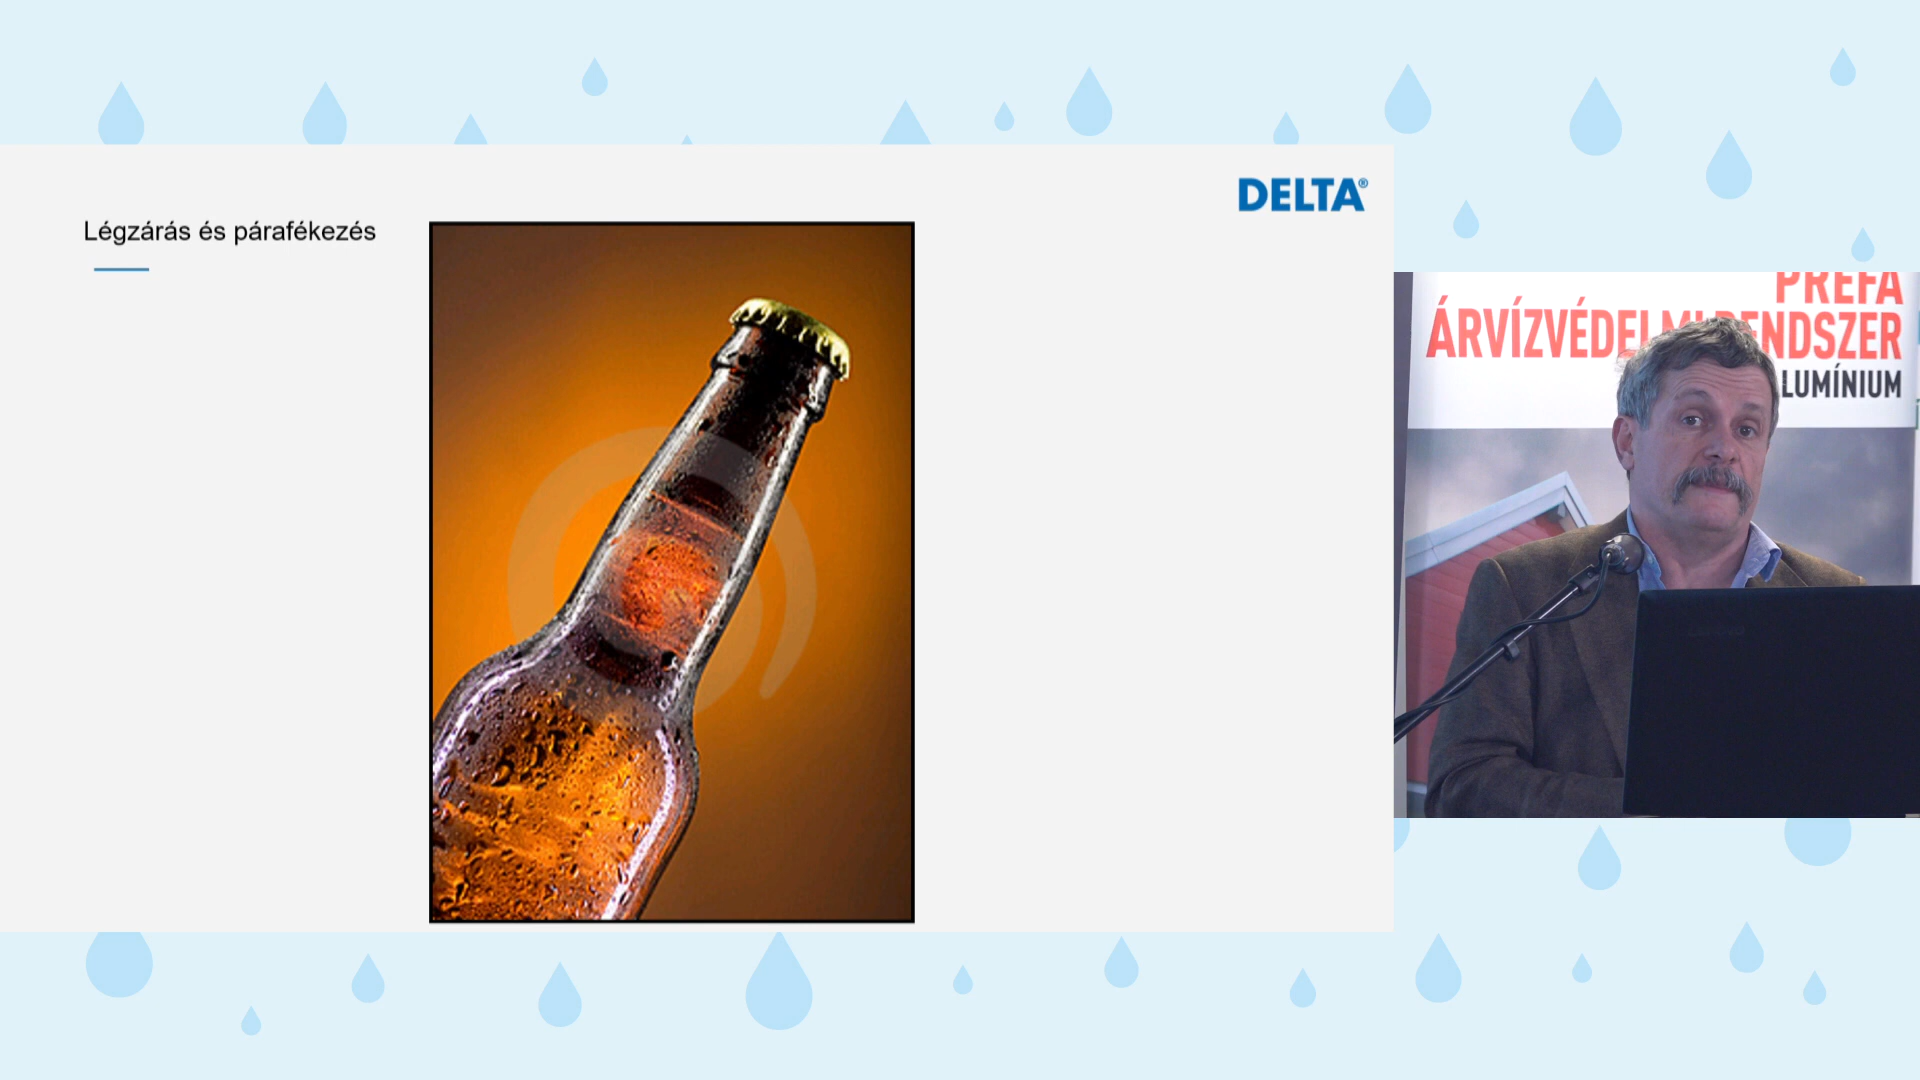 DELTA®
Légzárás és párafékezés
PREFA
ÁRVÍZVÉDELMI RENDSZER
LUMÍNIUM